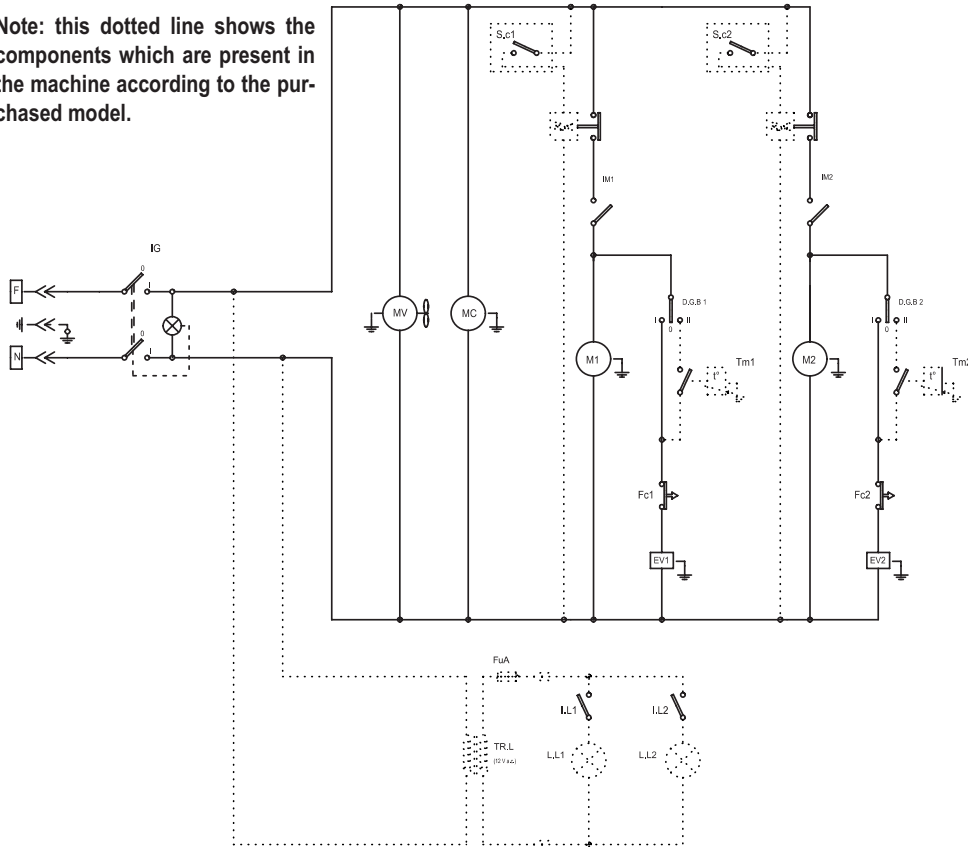 Note: this dotted line shows the
components which are present in
the machine according to the pur-
chased model.
S.c1
S.c2
IM1
IM2
IG
0
I
F
N
0
I
MV
MC
D.G.B 1
I
II
0
D.G.B 2
I
II
0
M1
Tm1
t°
M2
Tm2
t°
Fc1
Fc2
EV1
EV2
FuA
I.L1
I.L2
TR.L
(12 V a.c.)
L.L1
L.L2